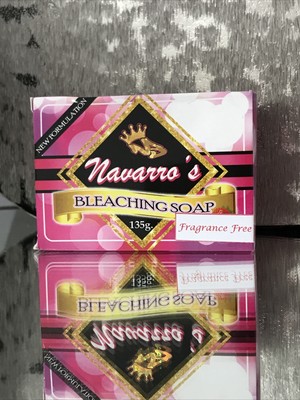 NEW FORMULATION
Navarro's
BLEACHING SOAP
135g.
Fragrance Free